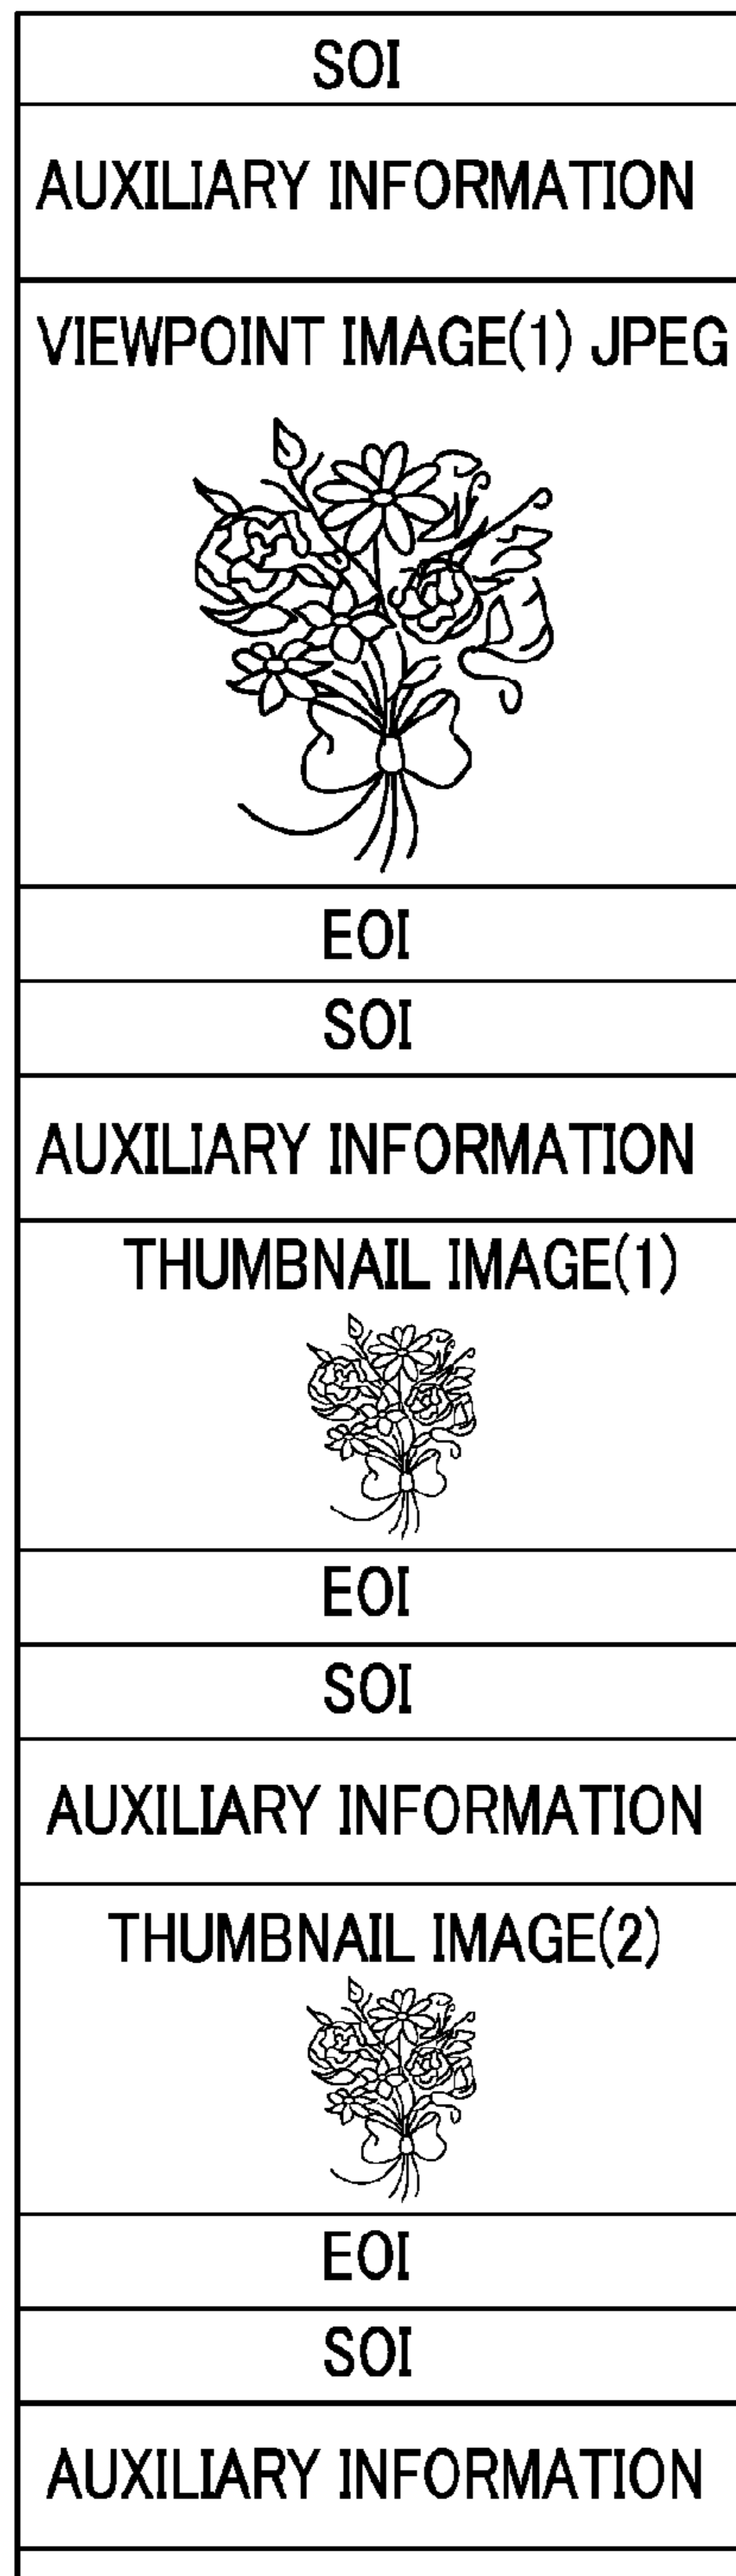 SOI
AUXILIARY INFORMATION
VIEWPOINT IMAGE(1) JPEG
EOI
SOI
AUXILIARY INFORMATION
THUMBNAIL IMAGE(1)
EOI
SOI
AUXILIARY INFORMATION
THUMBNAIL IMAGE(2)
EOI
SOI
AUXILIARY INFORMATION